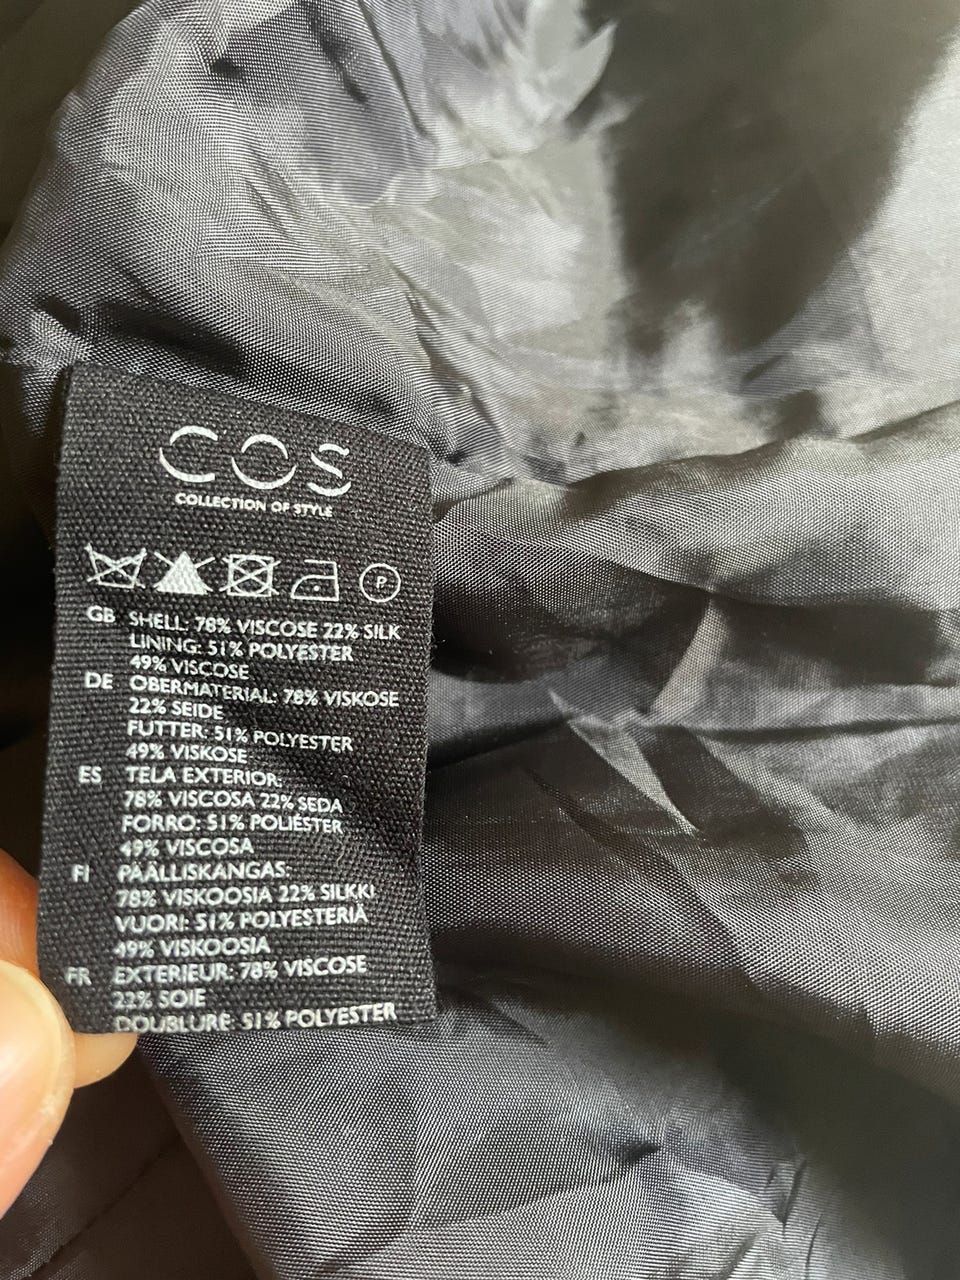 COS
COLLECTION OF STYLE
P
GB SHELL: 78% VISCOSE 22% SILK
LINING: 51% POLYESTER
49% VISCOSE
DE OBERMATERIAL: 78% VISKOSE
22% SEIDE
FUTTER: 51% POLYESTER
49% VISKOSE
ES TELA EXTERIOR:
78% VISCOSA 22% SEDA
FORRO: 51% POLIÉSTER
49% VISCOSA
FI PÄÄLLISKANGAS:
78% VISKOOSIA 22% SILKKI
VUORI: 51% POLYESTERIÄ
49% VISKOOSIA
FR EXTERIEUR: 78% VISCOSE
22% SOIE
DOUBLURE: 51% POLYESTER